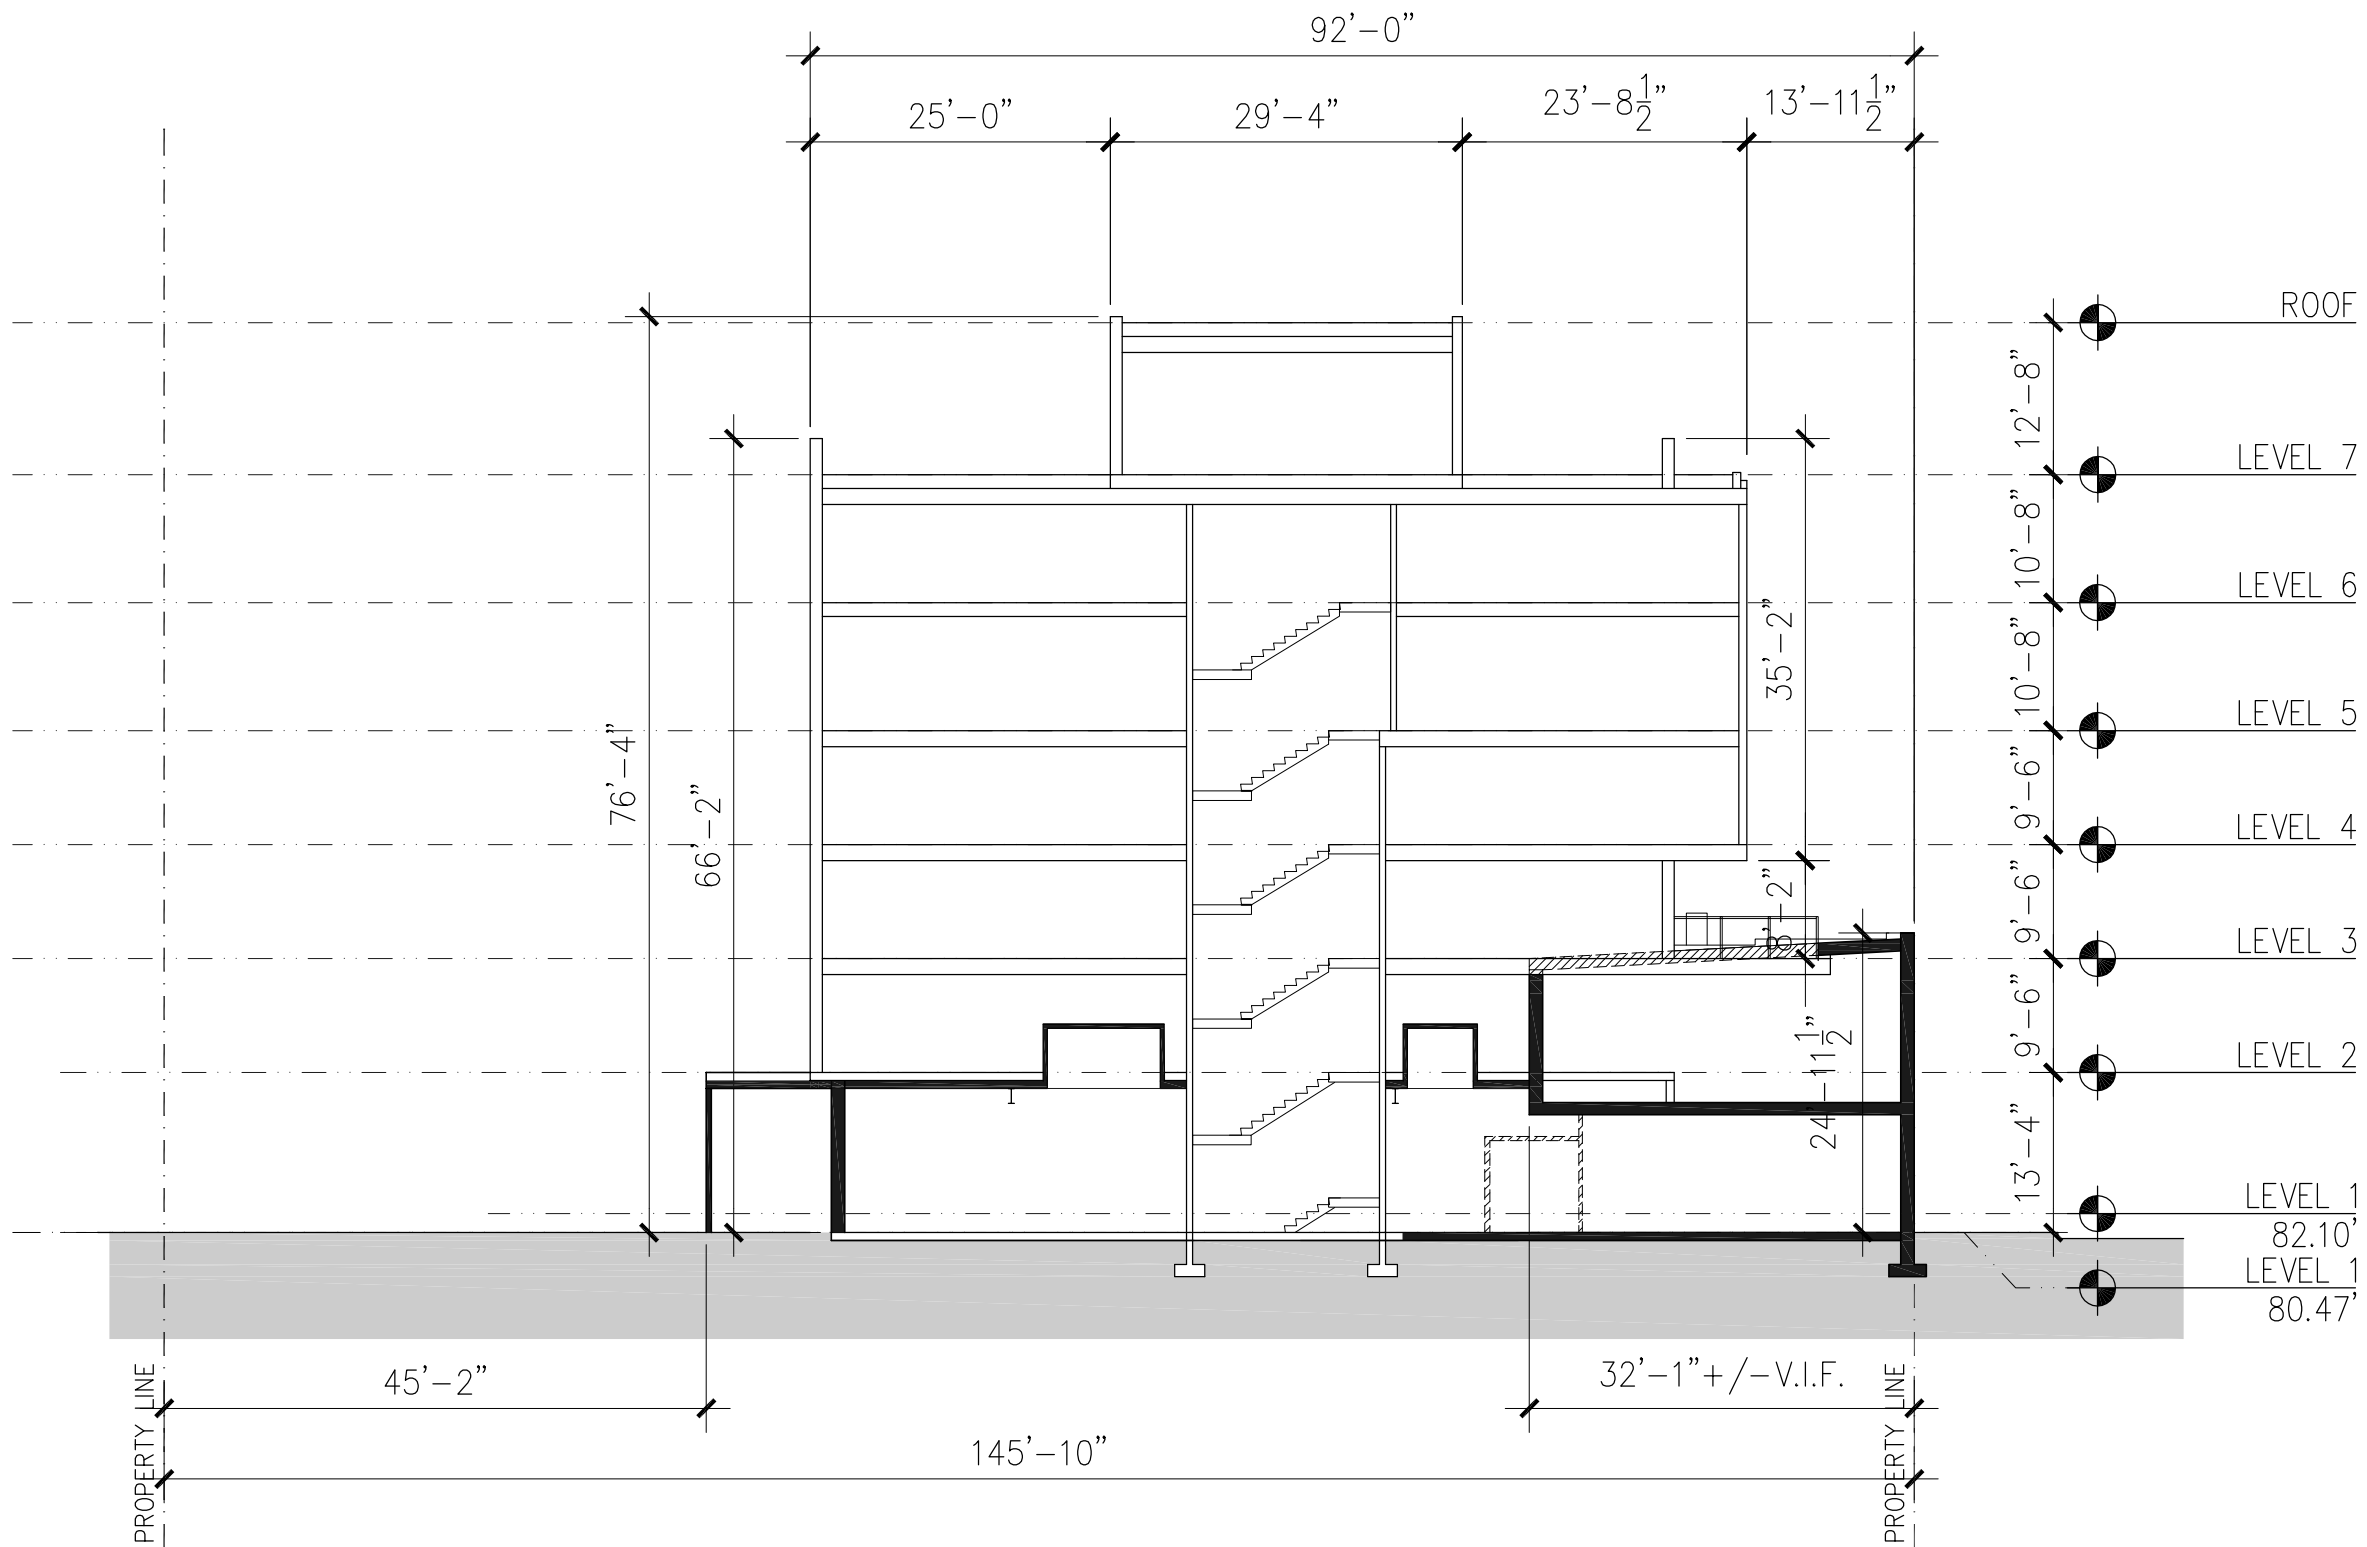 92'-0"
25'-0"
29'-4"
23'-8 1/2"
13'-11 1/2"
ROOF
12'-8"
LEVEL 7
10'-8"
LEVEL 6
10'-8"
LEVEL 5
9'-6"
LEVEL 4
9'-6"
LEVEL 3
9'-6"
LEVEL 2
13'-4"
LEVEL 1
82.10'
LEVEL 1
80.47'
76'-4"
66'-2"
35'-2"
8'-2"
24'-11 1/2"
45'-2"
32'-1"+/-V.I.F.
145'-10"
PROPERTY LINE
PROPERTY LINE